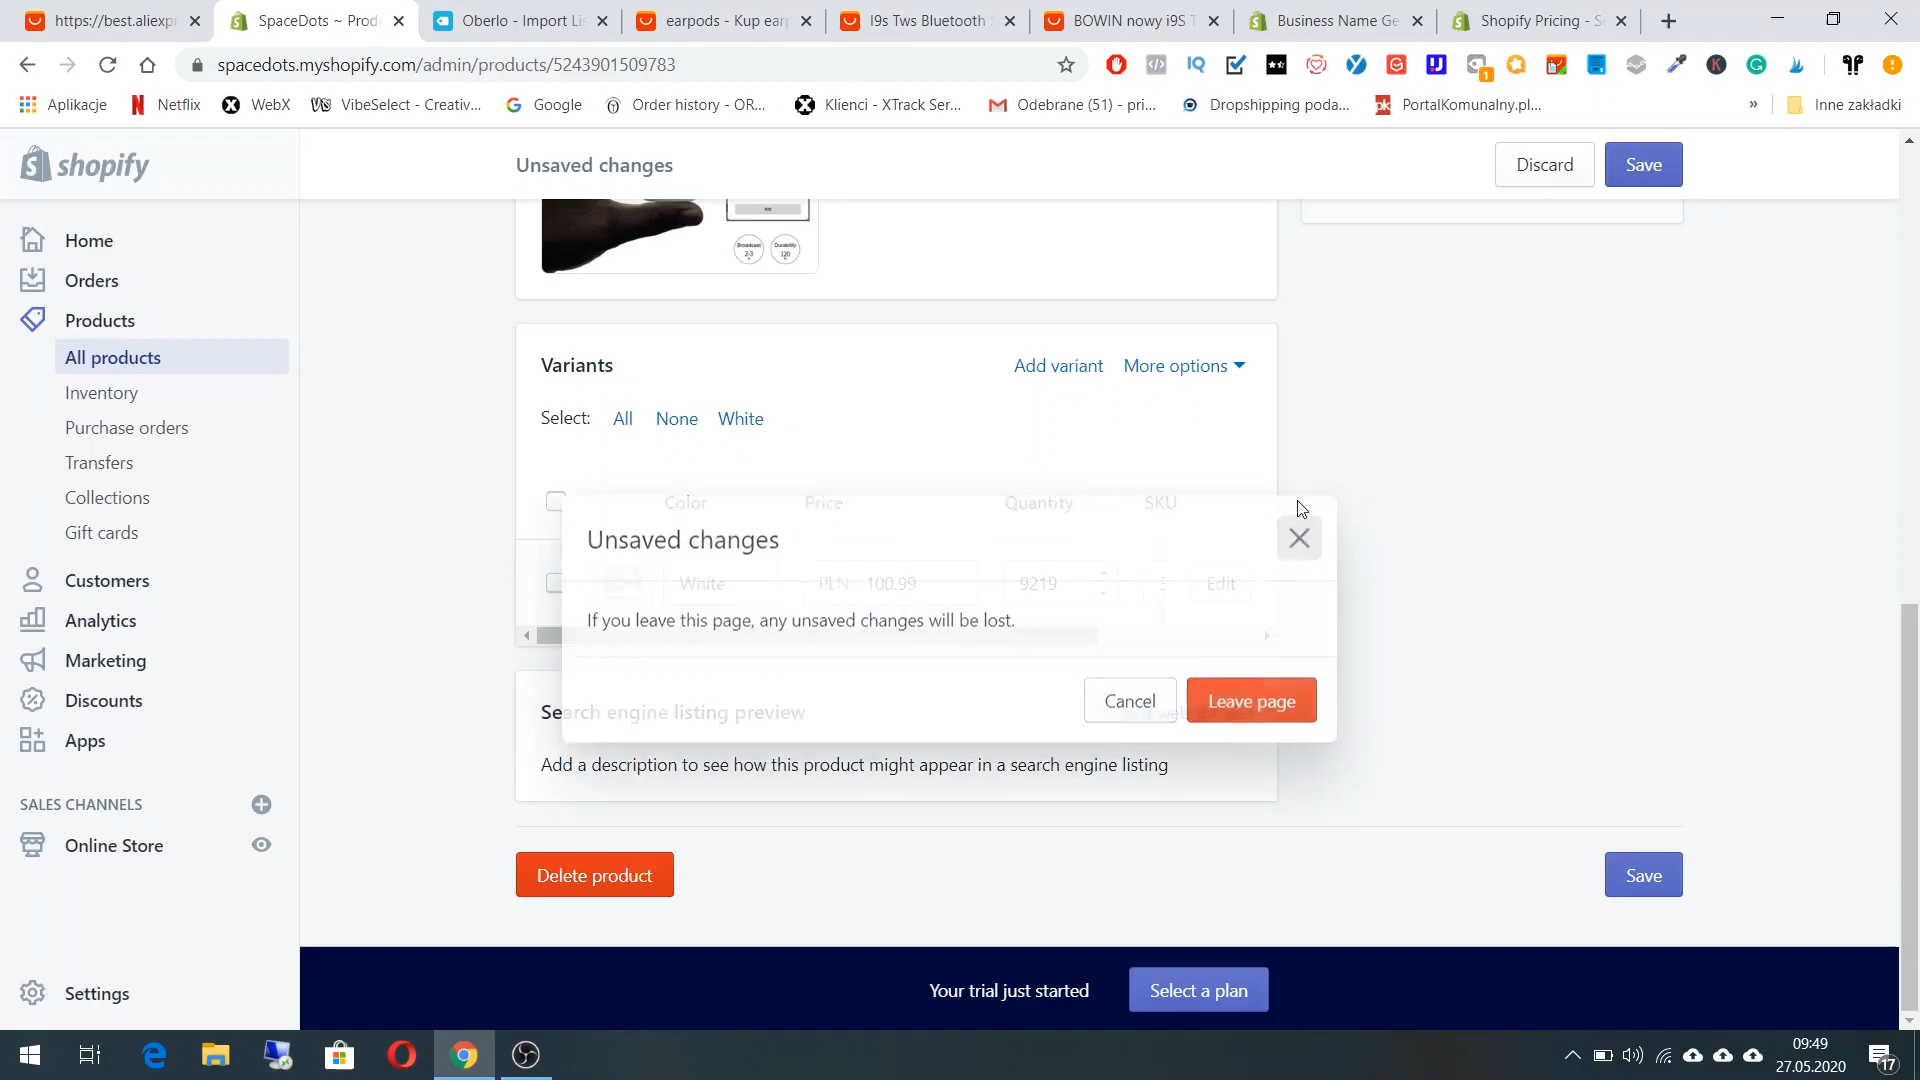 https://best.aliexpr
SpaceDots ~ Prod
Oberlo - Import Li
earpods - Kup earp
I9s Tws Bluetooth
BOWIN nowy i9S T
Business Name Ge
Shopify Pricing - S
spacedots.myshopify.com/admin/products/5243901509783
Aplikacje
Netflix
WebX
VibeSelect - Creativ...
Google
Order history - OR...
Klienci - XTrack Ser...
Odebrane (51) - pri...
Dropshipping poda...
PortalKomunalny.pl...
»
Inne zakładki
shopify
Unsaved changes
Discard
Save
Home
Orders
Products
All products
Inventory
Purchase orders
Transfers
Collections
Gift cards
Customers
Analytics
Marketing
Discounts
Apps
SALES CHANNELS
Online Store
Settings
Broadcast
2-3
Durability
120
Variants
Add variant
More options
Select: All None White
Color
Price
Quantity
SKU
Unsaved changes
White
PLN 100.99
9219
Edit
If you leave this page, any unsaved changes will be lost.
Cancel
Leave page
Search engine listing preview
Add a description to see how this product might appear in a search engine listing
Delete product
Save
Your trial just started
Select a plan
09:49
27.05.2020
17